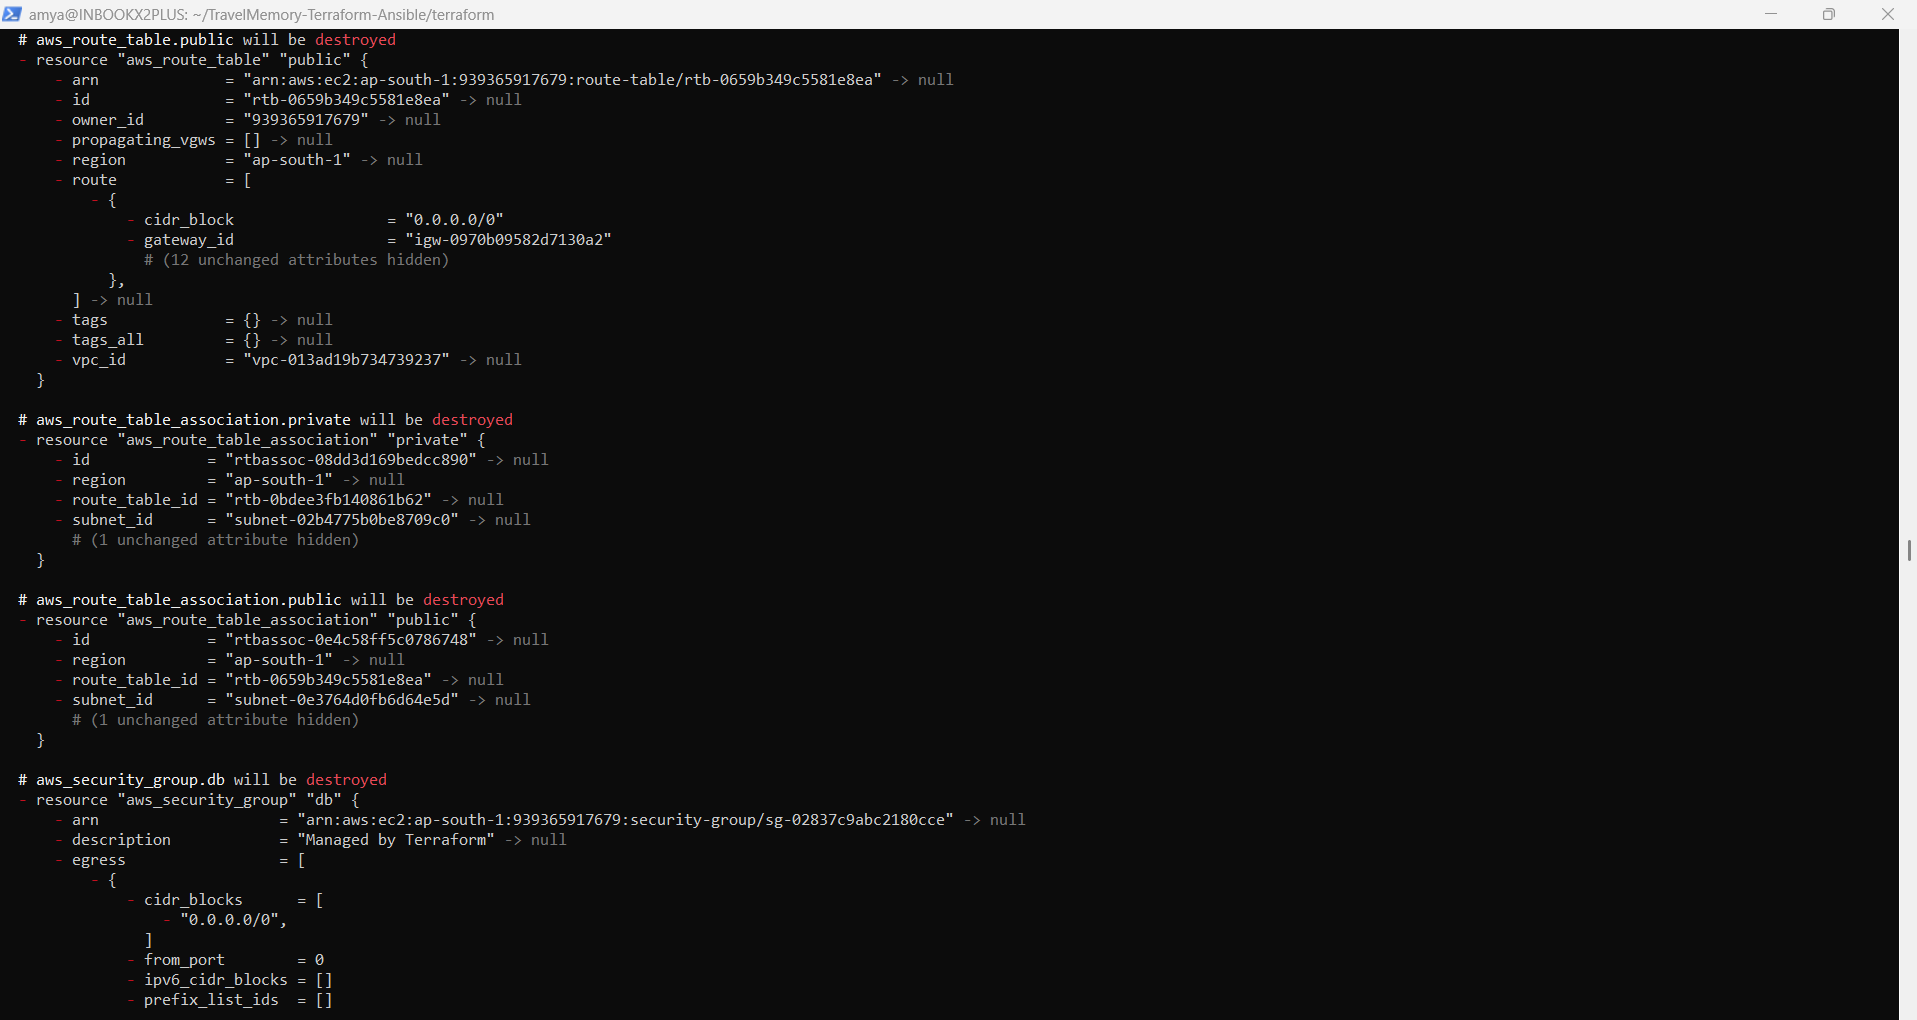 amya@INBOOKX2PLUS: ~/TravelMemory-Terraform-Ansible/terraform
# aws_route_table.public will be destroyed
- resource "aws_route_table" "public" {
    - arn              = "arn:aws:ec2:ap-south-1:939365917679:route-table/rtb-0659b349c5581e8ea" -> null
    - id               = "rtb-0659b349c5581e8ea" -> null
    - owner_id         = "939365917679" -> null
    - propagating_vgws = [] -> null
    - region           = "ap-south-1" -> null
    - route            = [
        - {
            - cidr_block                 = "0.0.0.0/0"
            - gateway_id                 = "igw-0970b09582d7130a2"
              # (12 unchanged attributes hidden)
          },
      ] -> null
    - tags             = {} -> null
    - tags_all         = {} -> null
    - vpc_id           = "vpc-013ad19b734739237" -> null
  }
# aws_route_table_association.private will be destroyed
- resource "aws_route_table_association" "private" {
    - id             = "rtbassoc-08dd3d169bedcc890" -> null
    - region         = "ap-south-1" -> null
    - route_table_id = "rtb-0bdee3fb140861b62" -> null
    - subnet_id      = "subnet-02b4775b0be8709c0" -> null
      # (1 unchanged attribute hidden)
  }
# aws_route_table_association.public will be destroyed
- resource "aws_route_table_association" "public" {
    - id             = "rtbassoc-0e4c58ff5c0786748" -> null
    - region         = "ap-south-1" -> null
    - route_table_id = "rtb-0659b349c5581e8ea" -> null
    - subnet_id      = "subnet-0e3764d0fb6d64e5d" -> null
      # (1 unchanged attribute hidden)
  }
# aws_security_group.db will be destroyed
- resource "aws_security_group" "db" {
    - arn                    = "arn:aws:ec2:ap-south-1:939365917679:security-group/sg-02837c9abc2180cce" -> null
    - description            = "Managed by Terraform" -> null
    - egress                 = [
        - {
            - cidr_blocks      = [
                - "0.0.0.0/0",
              ]
            - from_port        = 0
            - ipv6_cidr_blocks = []
            - prefix_list_ids  = []